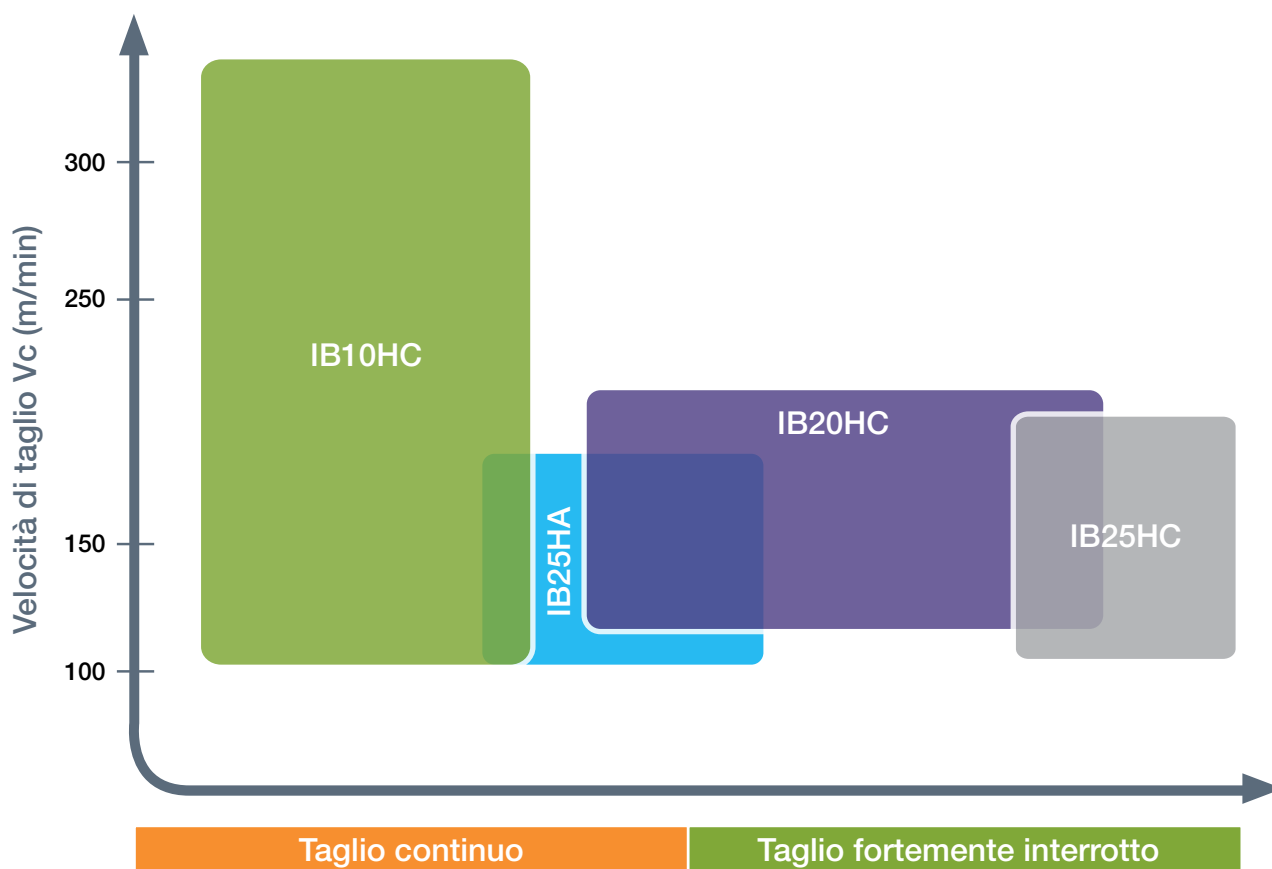 Velocità di taglio Vc (m/min)
300
250
150
100
IB10HC
IB25HA
IB20HC
IB25HC
Taglio continuo
Taglio fortemente interrotto